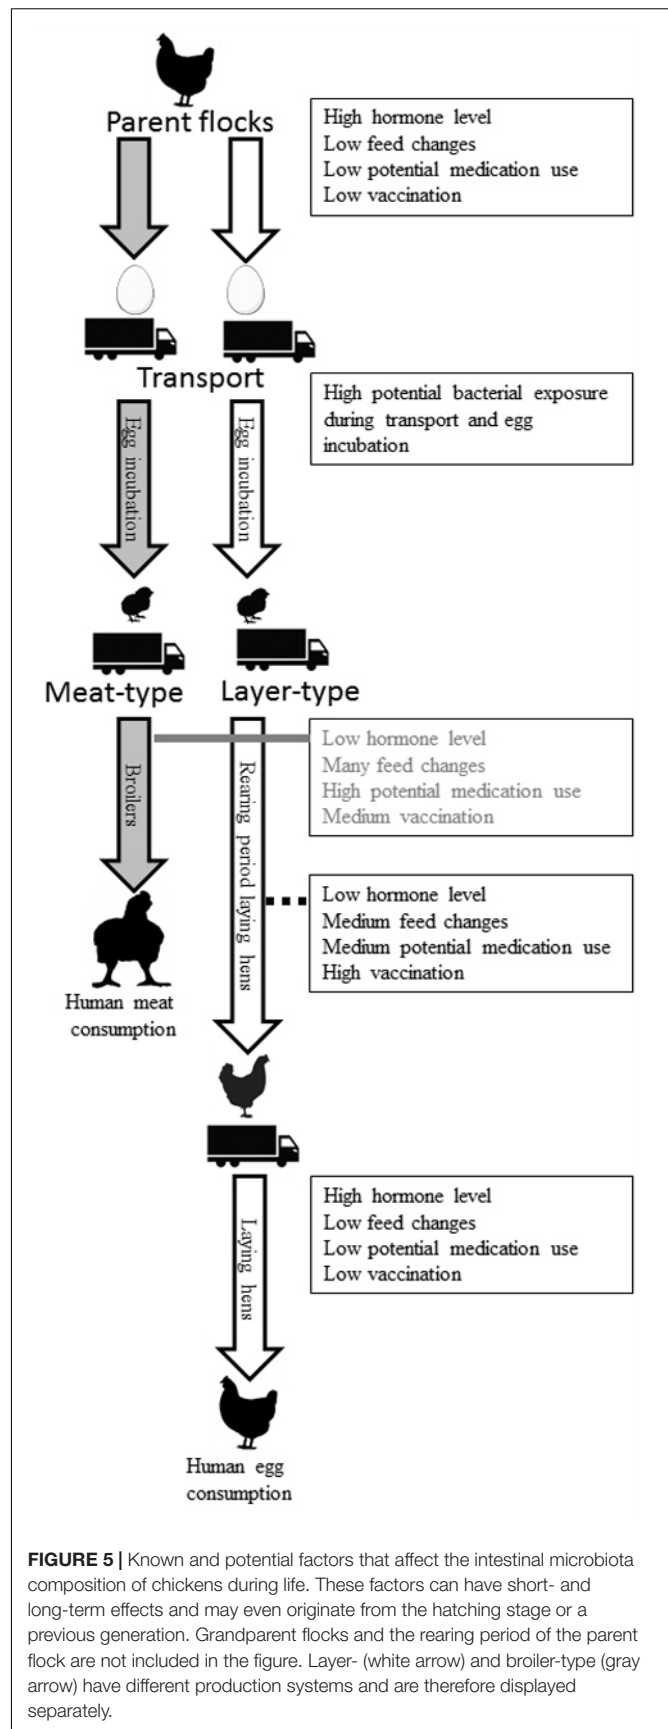 Parent flocks
High hormone level
Low feed changes
Low potential medication use
Low vaccination
Transport
High potential bacterial exposure
during transport and egg
incubation
Egg incubation
Egg incubation
Meat-type
Layer-type
Broilers
Rearing period laying hens
Low hormone level
Many feed changes
High potential medication use
Medium vaccination
Low hormone level
Medium feed changes
Medium potential medication use
High vaccination
Human meat
consumption
Laying hens
High hormone level
Low feed changes
Low potential medication use
Low vaccination
Human egg
consumption
FIGURE 5 | Known and potential factors that affect the intestinal microbiota
composition of chickens during life. These factors can have short- and
long-term effects and may even originate from the hatching stage or a
previous generation. Grandparent flocks and the rearing period of the parent
flock are not included in the figure. Layer- (white arrow) and broiler-type (gray
arrow) have different production systems and are therefore displayed
separately.